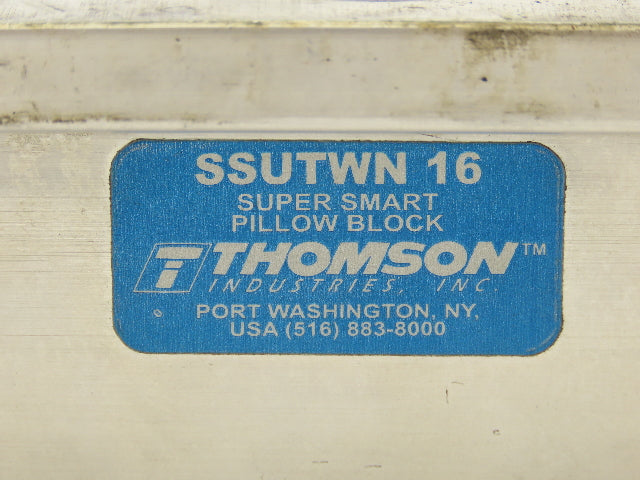 SSUTWN 16
SUPER SMART
PILLOW BLOCK
T THOMSON™
INDUSTRIES, INC.
PORT WASHINGTON, NY,
USA (516) 883-8000